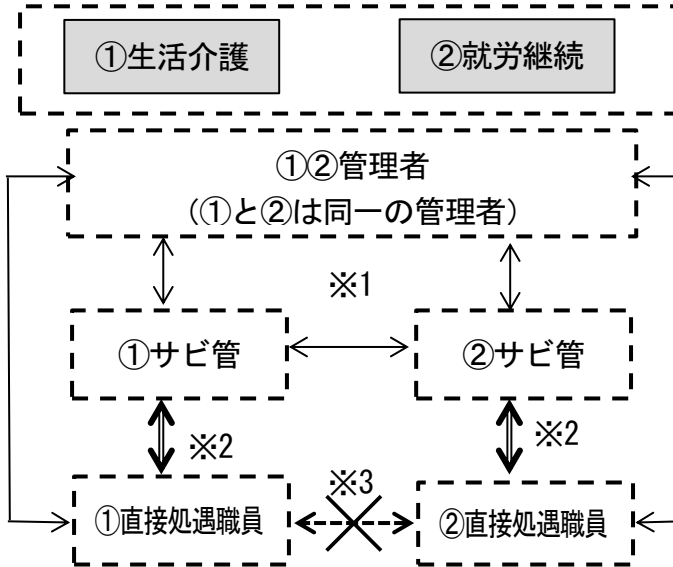 ①生活介護
②就労継続
①②管理者
(①と②は同一の管理者)
※1
①サビ管
②サビ管
※2
※2
※3
①直接処遇職員
②直接処遇職員